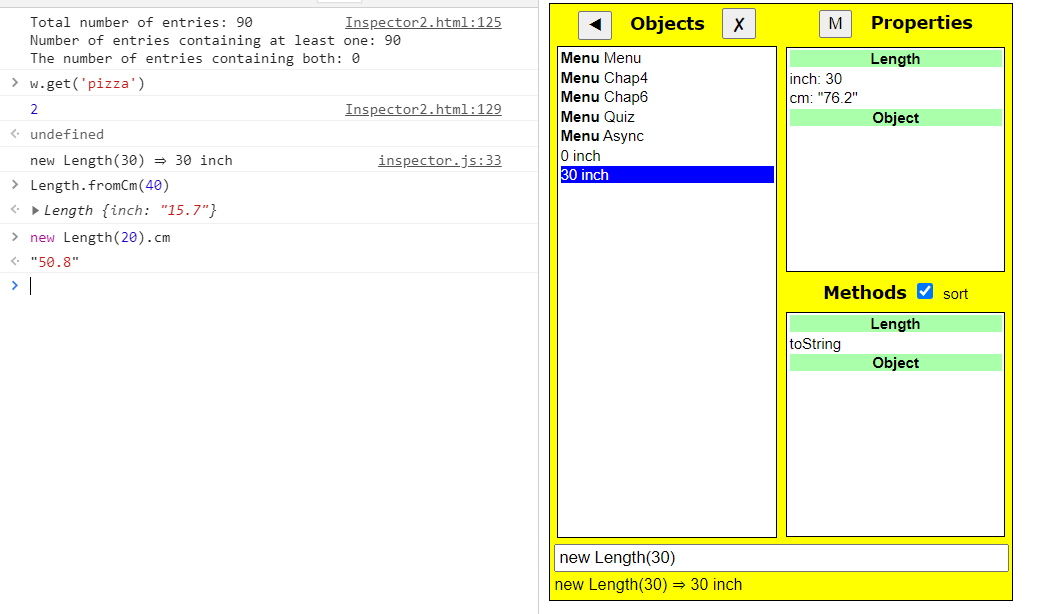 Total number of entries: 90 Inspector2.html:125
Number of entries containing at least one: 90
The number of entries containing both: 0
> w.get('pizza')
2 Inspector2.html:129
undefined
new Length(30) ⇒ 30 inch inspector.js:33
> Length.fromCm(40)
▶ Length {inch: "15.7"}
> new Length(20).cm
"50.8"
>
◀ Objects ✗
Menu Menu
Menu Chap4
Menu Chap6
Menu Quiz
Menu Async
0 inch
30 inch
M Properties
Length
inch: 30
cm: "76.2"
Object
Methods sort
Length
toString
Object
new Length(30)
new Length(30) ⇒ 30 inch